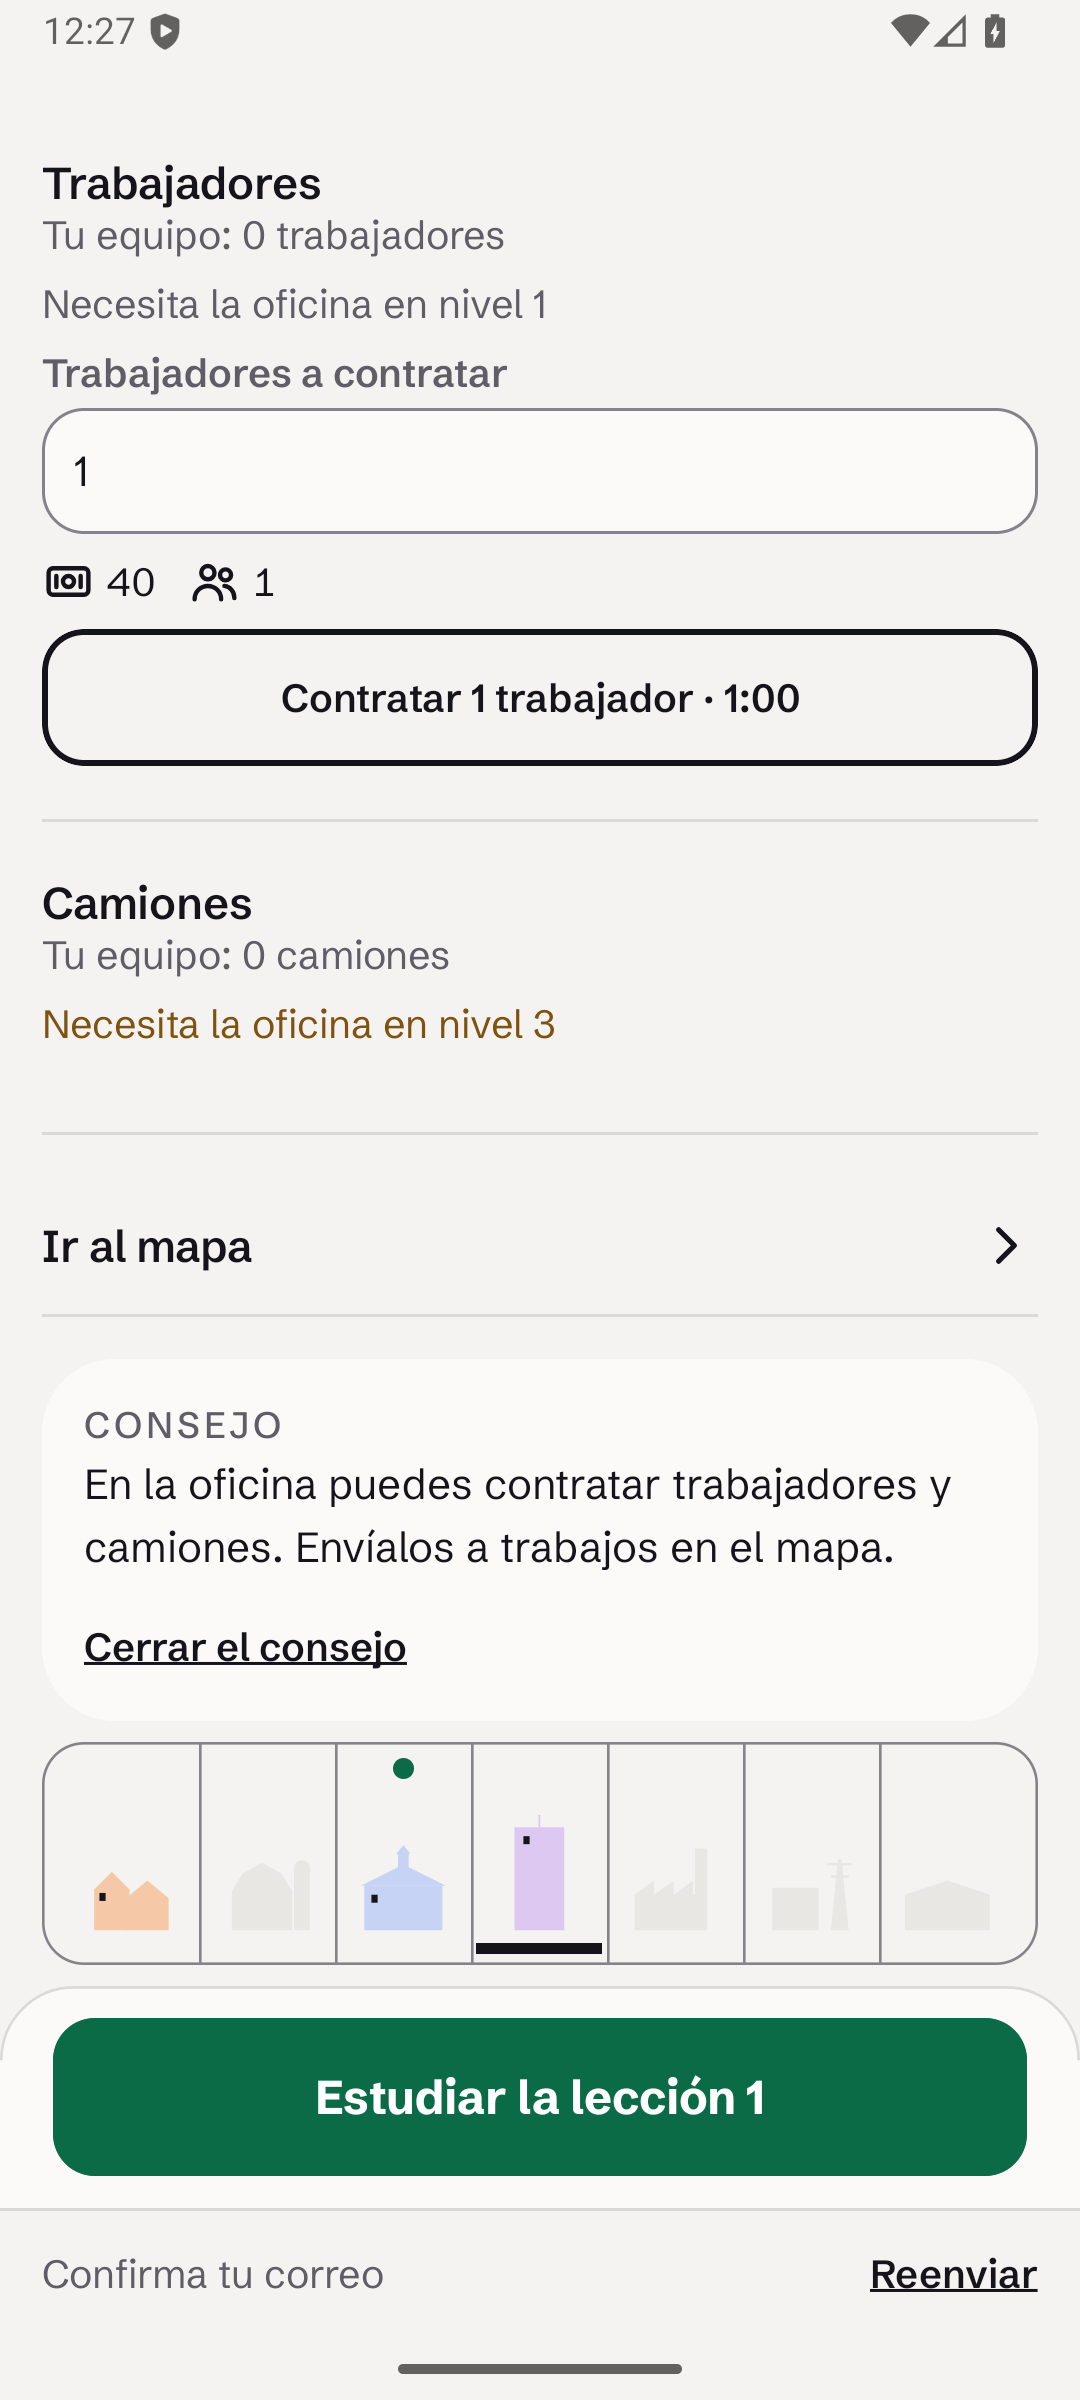 12:27
Trabajadores
Tu equipo: 0 trabajadores
Necesita la oficina en nivel 1
Trabajadores a contratar
1
40 1
Contratar 1 trabajador · 1:00
Camiones
Tu equipo: 0 camiones
Necesita la oficina en nivel 3
Ir al mapa
CONSEJO
En la oficina puedes contratar trabajadores y
camiones. Envíalos a trabajos en el mapa.
Cerrar el consejo
Estudiar la lección 1
Confirma tu correo Reenviar